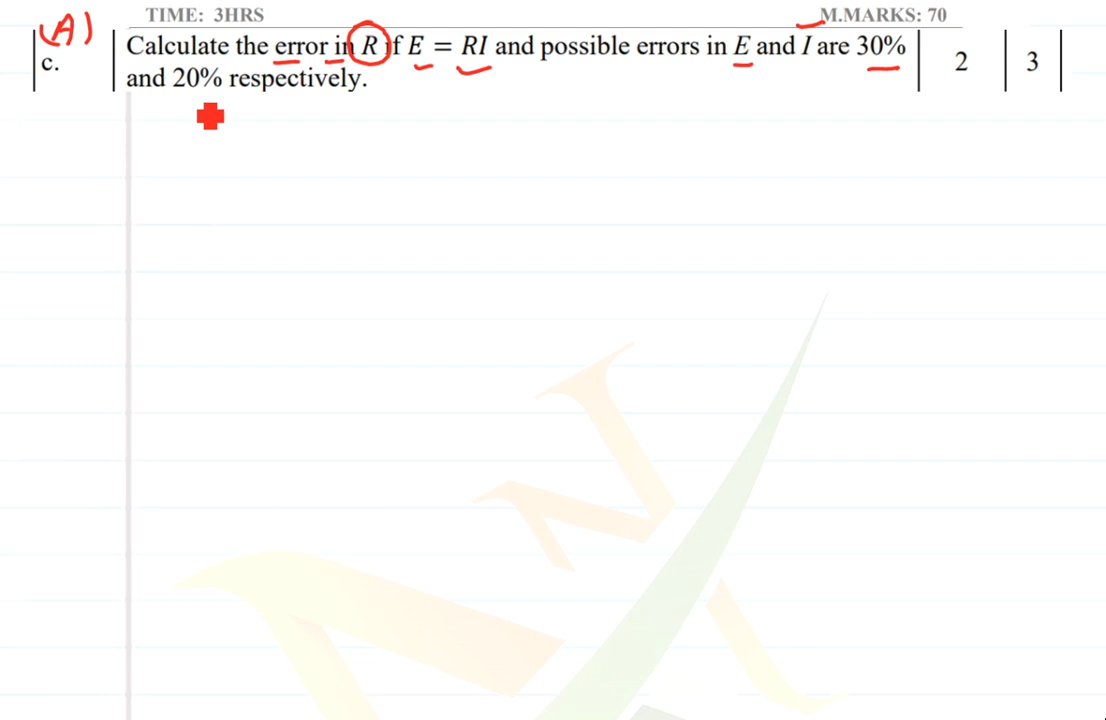 TIME: 3HRS M.MARKS: 70
(A)
c. Calculate the error in R if E = RI and possible errors in E and I are 30% 2 3
and 20% respectively.